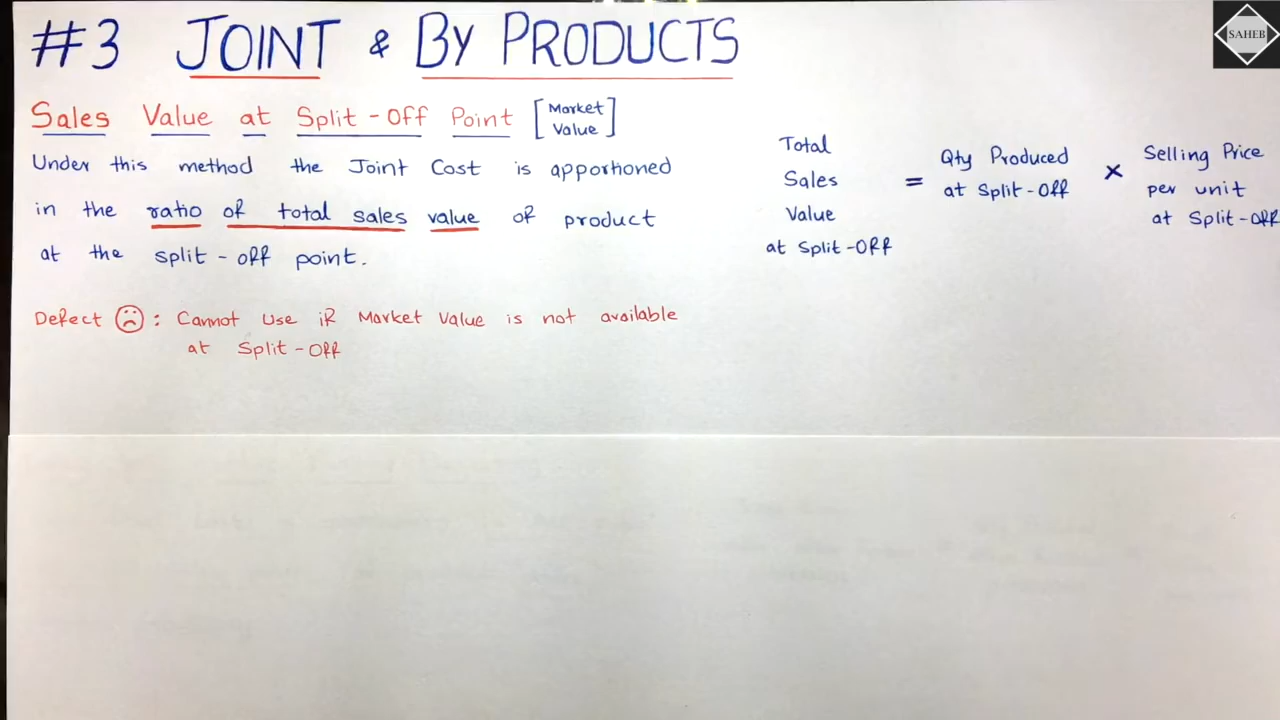 #3 JOINT & BY PRODUCTS
SAHEB
Sales Value at Split-Off Point [Market Value]
Under this method the Joint Cost is apportioned
in the ratio of total sales value of product
at the split-off point.
Total
Sales
Value
at Split-Off
=
Qty Produced
at Split-Off
×
Selling Price
per unit
at Split-Off
Defect ☹: Cannot Use if Market Value is not available
at Split-Off